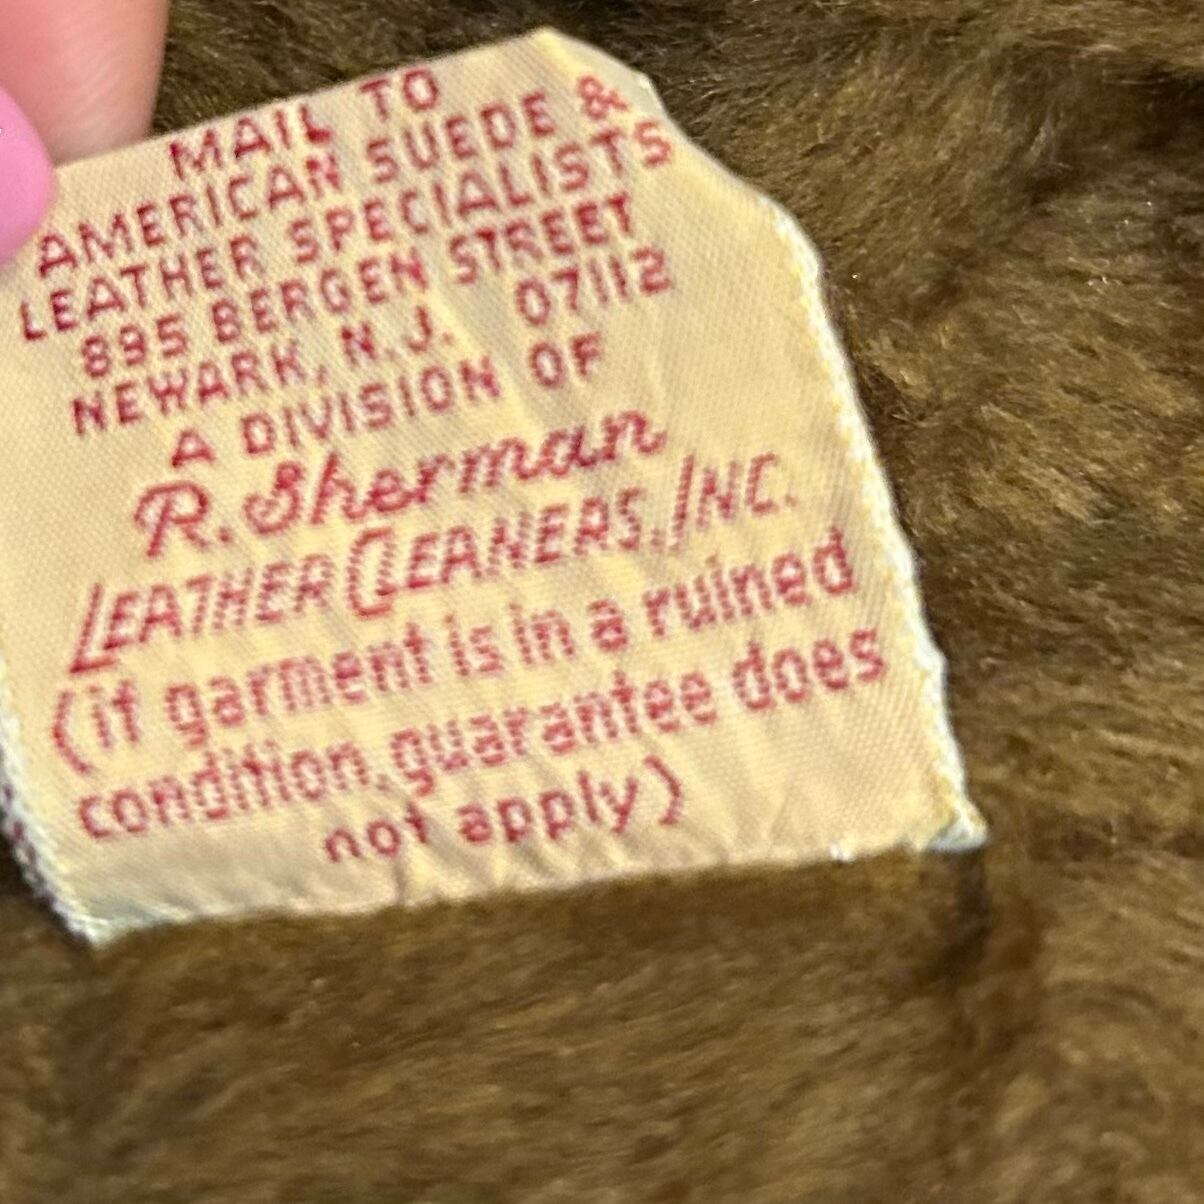 MAIL TO
AMERICAN SUEDE &
LEATHER SPECIALISTS
895 BERGEN STREET
NEWARK, N.J. 07112
A DIVISION OF
R. Sherman
LEATHER CLEANERS, INC.
(if garment is in a ruined
condition, guarantee does
not apply)